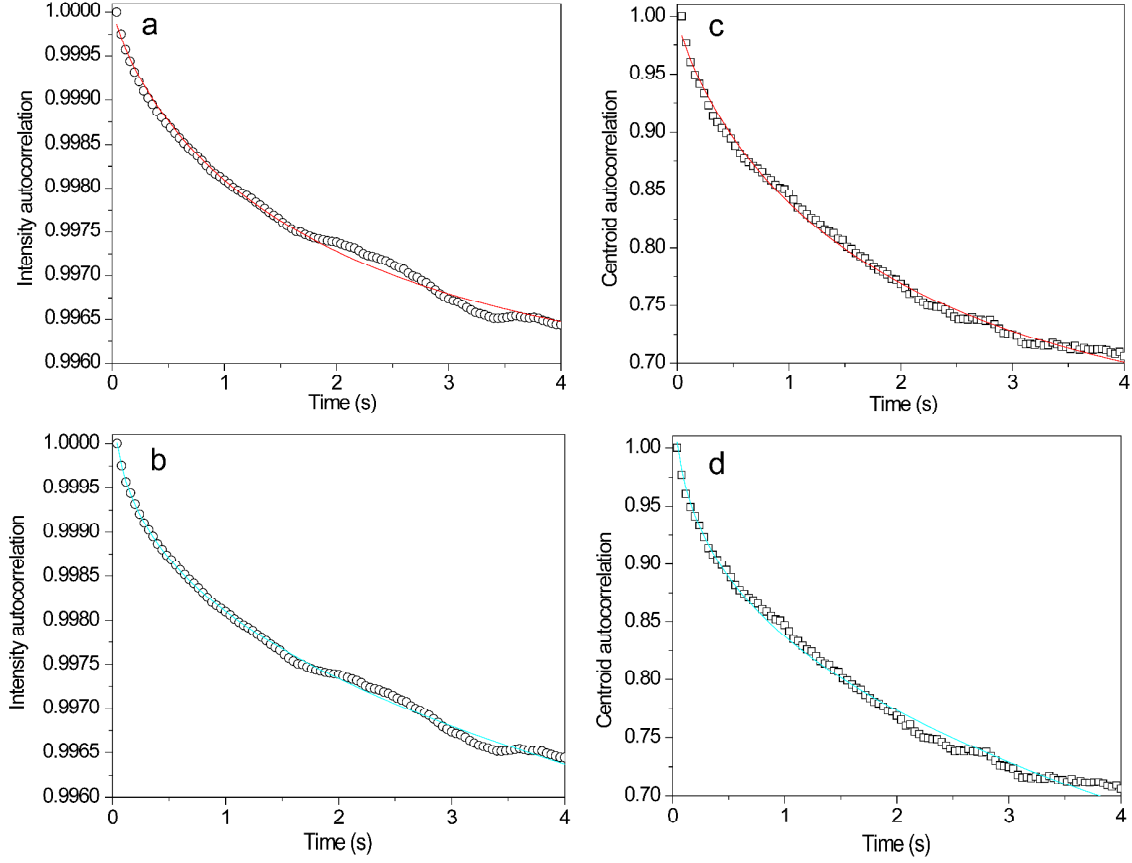 a
1.0000
0.9995
0.9990
0.9985
0.9980
0.9975
0.9970
0.9965
0.9960
Intensity autocorrelation
0 1 2 3 4
Time (s)
c
1.00
0.95
0.90
0.85
0.80
0.75
0.70
Centroid autocorrelation
0 1 2 3 4
Time (s)
b
1.0000
0.9995
0.9990
0.9985
0.9980
0.9975
0.9970
0.9965
0.9960
Intensity autocorrelation
0 1 2 3 4
Time (s)
d
1.00
0.95
0.90
0.85
0.80
0.75
0.70
Centroid autocorrelation
0 1 2 3 4
Time (s)